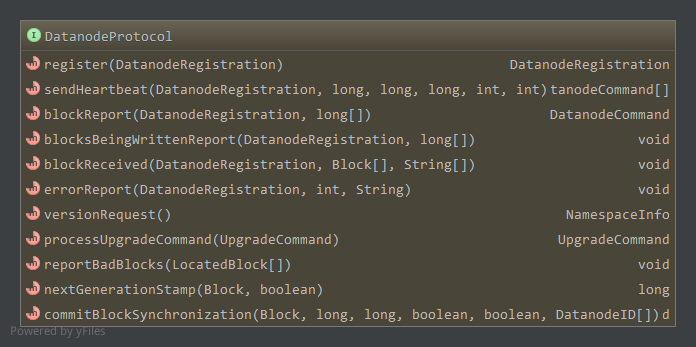 I DatanodeProtocol
m register(DatanodeRegistration) DatanodeRegistration
m sendHeartbeat(DatanodeRegistration, long, long, long, int, int) tanodeCommand[]
m blockReport(DatanodeRegistration, long[]) DatanodeCommand
m blocksBeingWrittenReport(DatanodeRegistration, long[]) void
m blockReceived(DatanodeRegistration, Block[], String[]) void
m errorReport(DatanodeRegistration, int, String) void
m versionRequest() NamespaceInfo
m processUpgradeCommand(UpgradeCommand) UpgradeCommand
m reportBadBlocks(LocatedBlock[]) void
m nextGenerationStamp(Block, boolean) long
m commitBlockSynchronization(Block, long, long, boolean, boolean, DatanodeID[]) d
Powered by yFiles